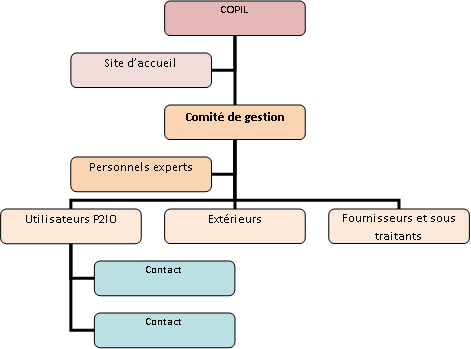 COPIL
Site d'accueil
Comité de gestion
Personnels experts
Utilisateurs P2IO
Extérieurs
Fournisseurs et sous
traitants
Contact
Contact